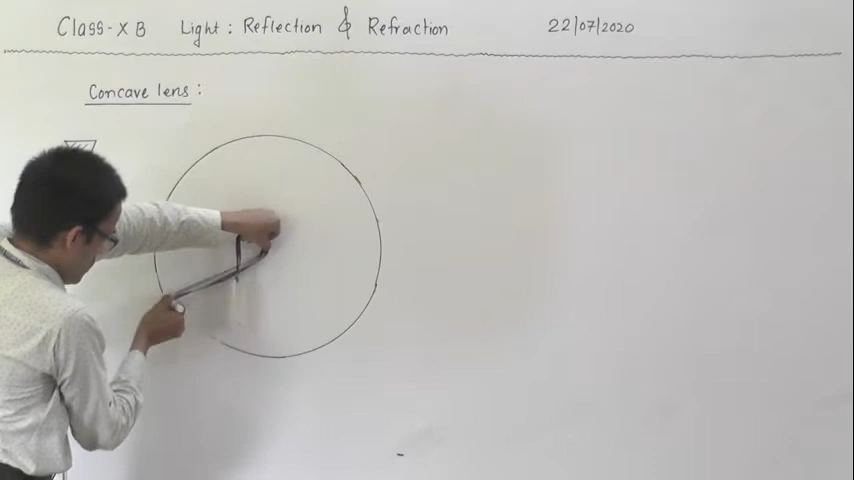 Class-X B Light : Reflection & Refraction 22/07/2020
Concave lens :